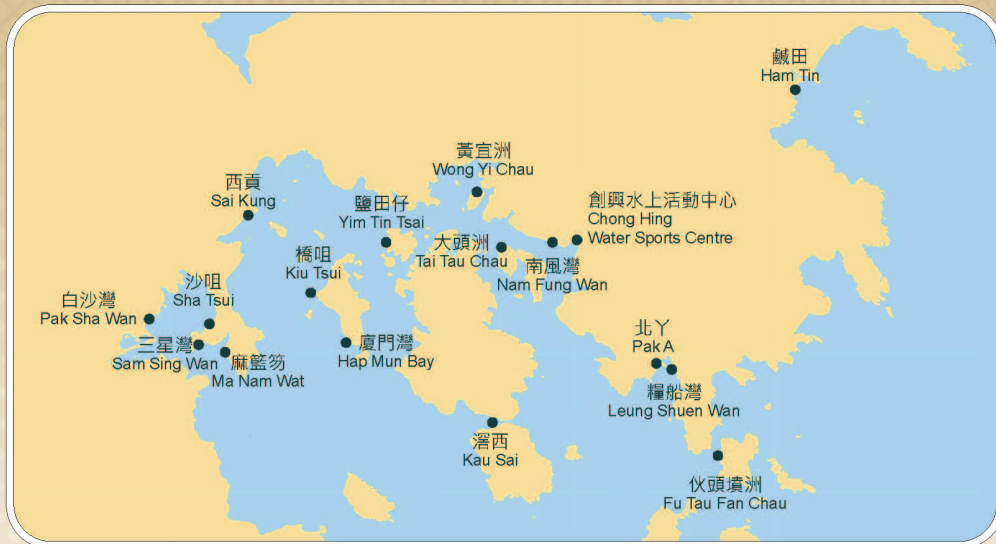 鹹田
Ham Tin
黃宜洲
Wong Yi Chau
西貢
Sai Kung
鹽田仔
Yim Tin Tsai
創興水上活動中心
Chong Hing
Water Sports Centre
大頭洲
Tai Tau Chau
橋咀
Kiu Tsui
南風灣
Nam Fung Wan
沙咀
Sha Tsui
白沙灣
Pak Sha Wan
三星灣
Sam Sing Wan
麻籃笏
Ma Nam Wat
廈門灣
Hap Mun Bay
北丫
Pak A
糧船灣
Leung Shuen Wan
滘西
Kau Sai
伙頭墳洲
Fu Tau Fan Chau